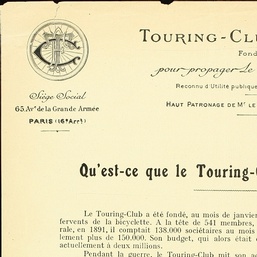 TOURING-CLU
Fond
pour propager le
Reconnu d'Utilité publique
HAUT PATRONAGE DE Mr LE
Siège Social
65, Avue de la Grande Armée
PARIS (16e Arrt)
Qu'est-ce que le Touring-C
Le Touring-Club a été fondé, au mois de janvier
fervents de la bicyclette. A la tête de 541 membres,
rale, en 1891, il comptait 138.000 sociétaires au mois
lement plus de 150.000. Son budget, qui alors était d
actuellement à deux millions.
Pendant la guerre, le Touring-Club mit son ac